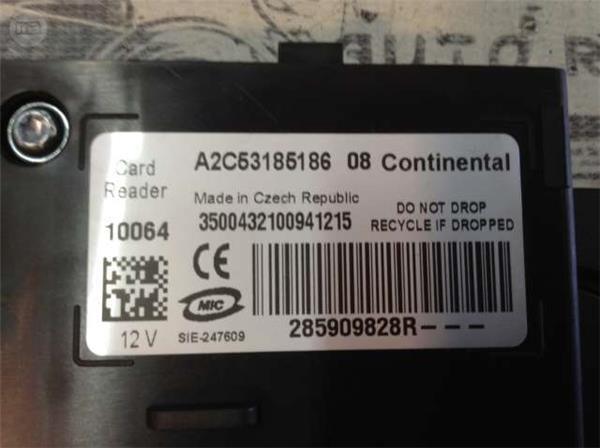 Card Reader
A2C53185186 08 Continental
Made in Czech Republic
10064
3500432100941215
DO NOT DROP
RECYCLE IF DROPPED
CE
MIC
12 V
SIE-247609
285909828R---